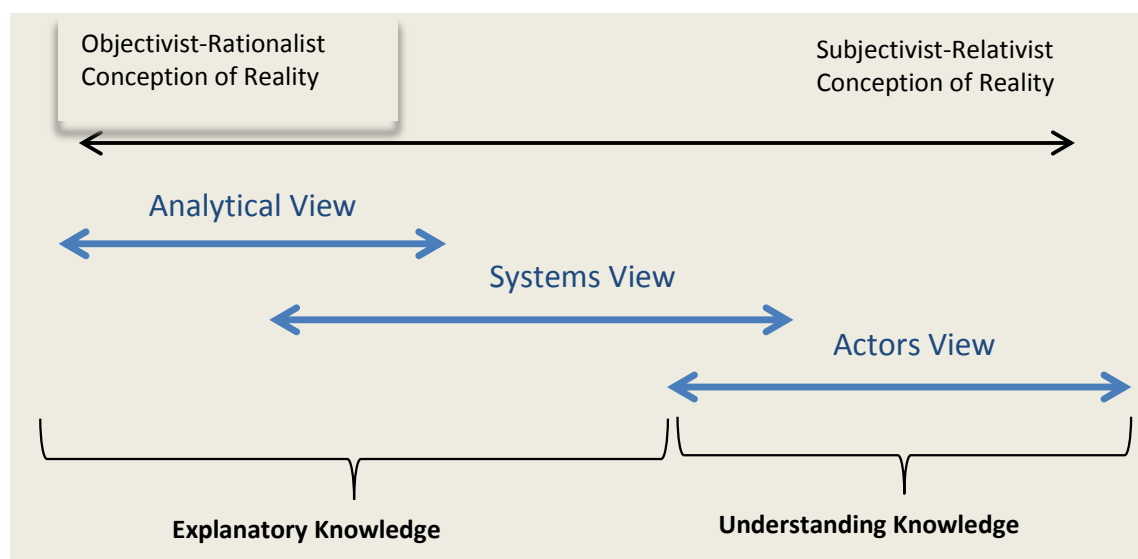 Objectivist-Rationalist
Conception of Reality
Subjectivist-Relativist
Conception of Reality
Analytical View
Systems View
Actors View
Explanatory Knowledge
Understanding Knowledge